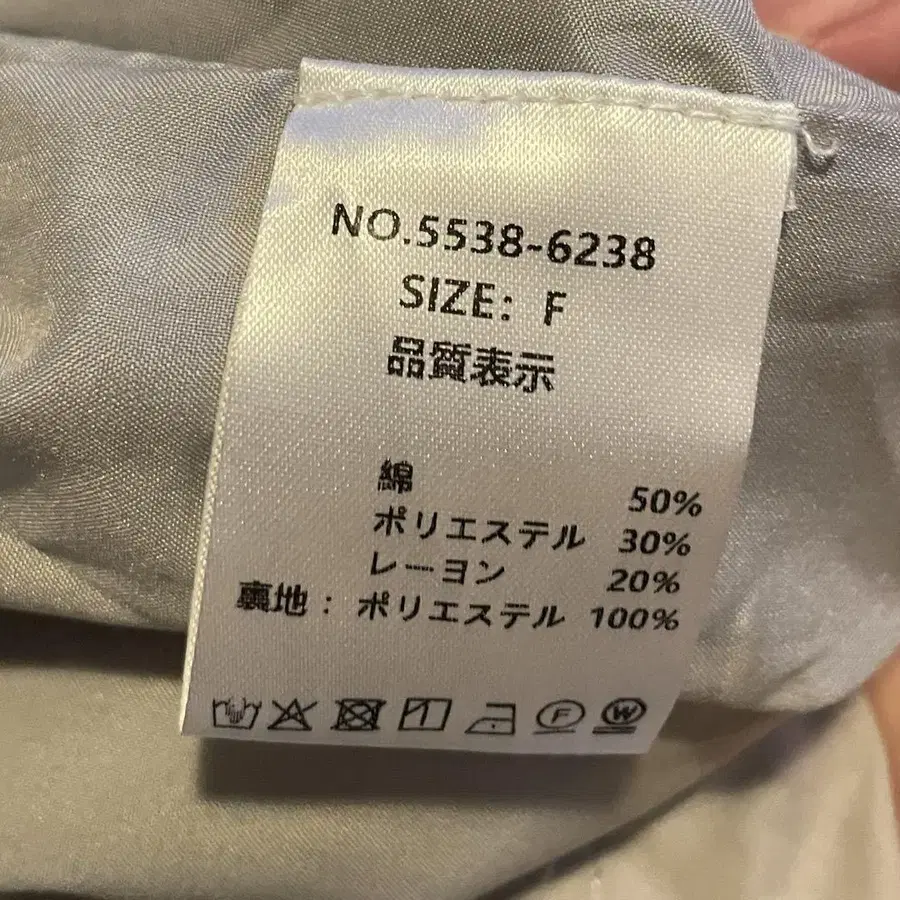 NO.5538-6238
SIZE: F
品質表示
綿 50%
ポリエステル 30%
レーヨン 20%
裏地: ポリエステル 100%
F W